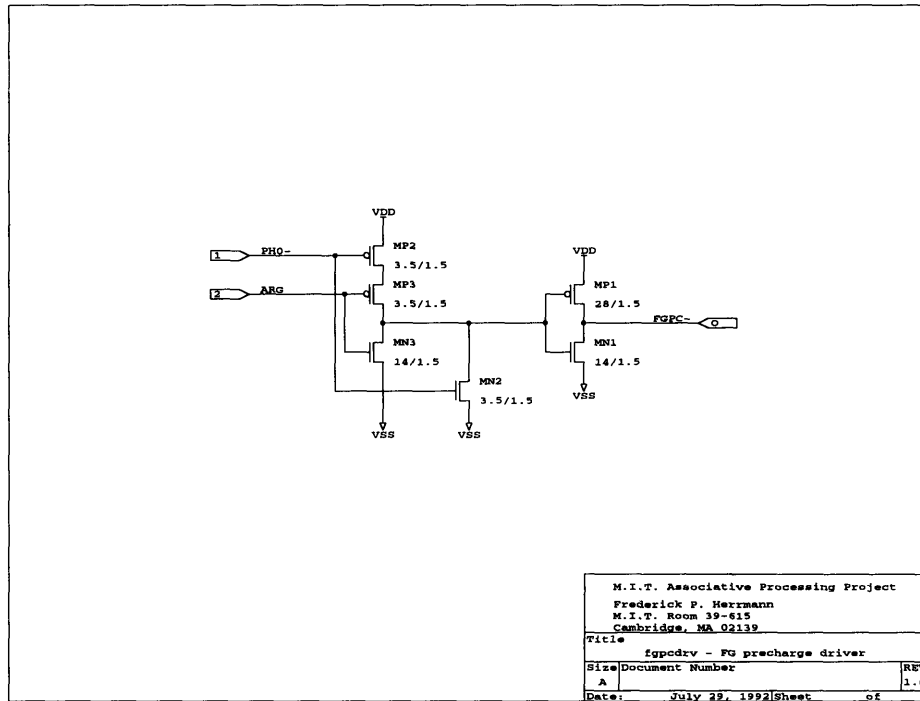 VDD
1 PH0- MP2
3.5/1.5
VDD
2 ARG MP3 MP1
3.5/1.5 28/1.5
FGPC- O
MN3 MN1
14/1.5 14/1.5
MN2
3.5/1.5
VSS
VSS VSS
M.I.T. Associative Processing Project
Frederick P. Herrmann
M.I.T. Room 39-615
Cambridge, MA 02139
Title
fgpcdrv - FG precharge driver
Size Document Number
A 1.
Date: July 29, 1992 Sheet of